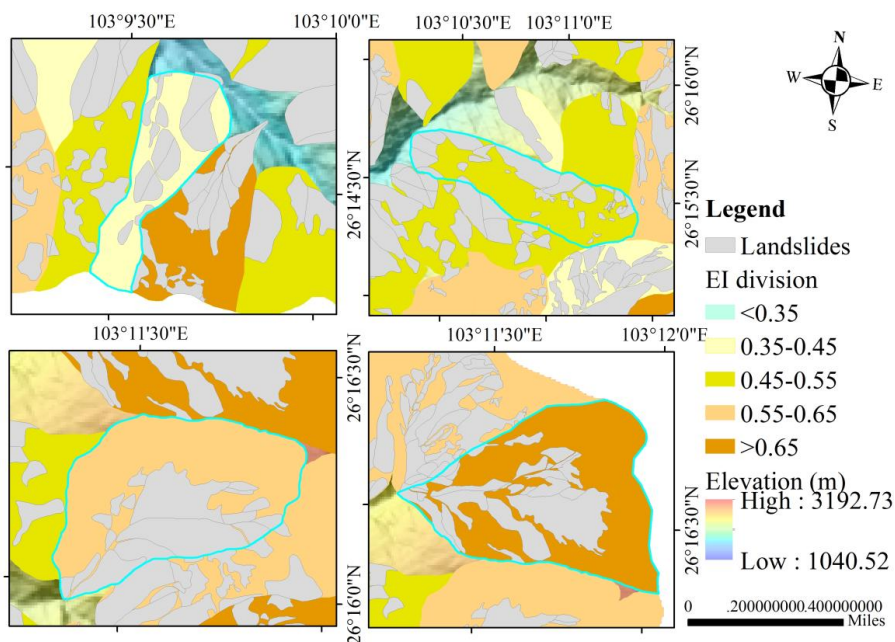 103°9'30"E 103°10'0"E
26°14'30"N
103°10'30"E 103°11'0"E
26°16'0"N
26°15'30"N
N
W E
S
Legend
Landslides
EI division
<0.35
0.35-0.45
0.45-0.55
0.55-0.65
>0.65
Elevation (m)
High : 3192.73
Low : 1040.52
0 .200000000.400000000
Miles
103°11'30"E
26°16'30"N
26°16'0"N
103°11'30"E 103°12'0"E
26°16'30"N